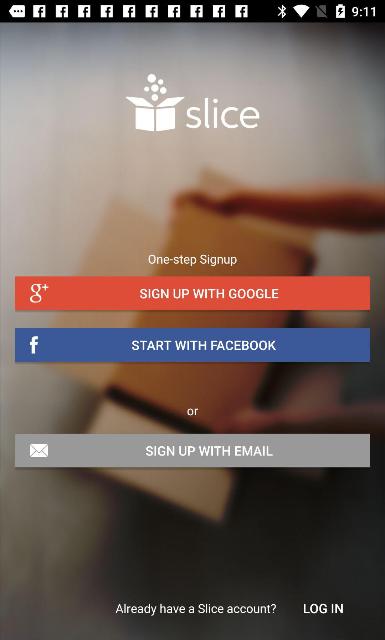 9:11
slice
One-step Signup
g+ SIGN UP WITH GOOGLE
f START WITH FACEBOOK
or
SIGN UP WITH EMAIL
Already have a Slice account? LOG IN